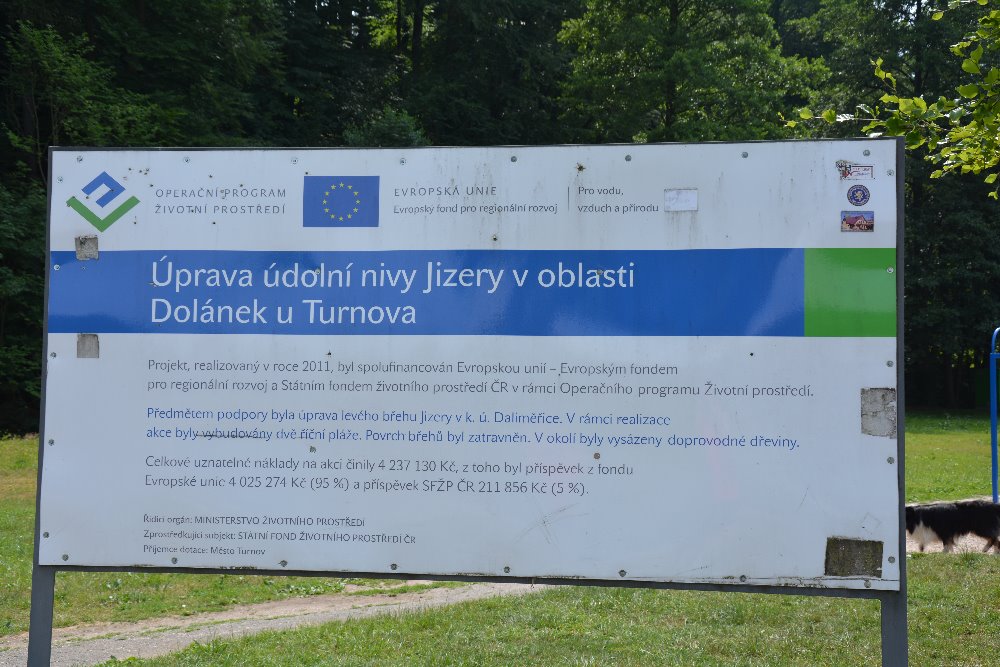 OPERAČNÍ PROGRAM
ŽIVOTNÍ PROSTŘEDÍ
EVROPSKÁ UNIE
Evropský fond pro regionální rozvoj
Pro vodu,
vzduch a přírodu
Úprava údolní nivy Jizery v oblasti
Dolánek u Turnova
Projekt, realizovaný v roce 2011, byl spolufinancován Evropskou unií – Evropským fondem
pro regionální rozvoj a Státním fondem životního prostředí ČR v rámci Operačního programu Životní prostředí.
Předmětem podpory byla úprava levého břehu Jizery v k. ú. Daliměřice. V rámci realizace
akce byly vybudovány dvě říční pláže. Povrch břehů byl zatravněn. V okolí byly vysázeny doprovodné dřeviny.
Celkové uznatelné náklady na akci činily 4 237 130 Kč, z toho byl příspěvek z fondu
Evropské unie 4 025 274 Kč (95 %) a příspěvek SFŽP ČR 211 856 Kč (5 %).
Řídící orgán: MINISTERSTVO ŽIVOTNÍHO PROSTŘEDÍ
Zprostředkující subjekt: STÁTNÍ FOND ŽIVOTNÍHO PROSTŘEDÍ ČR
Příjemce dotace: Město Turnov